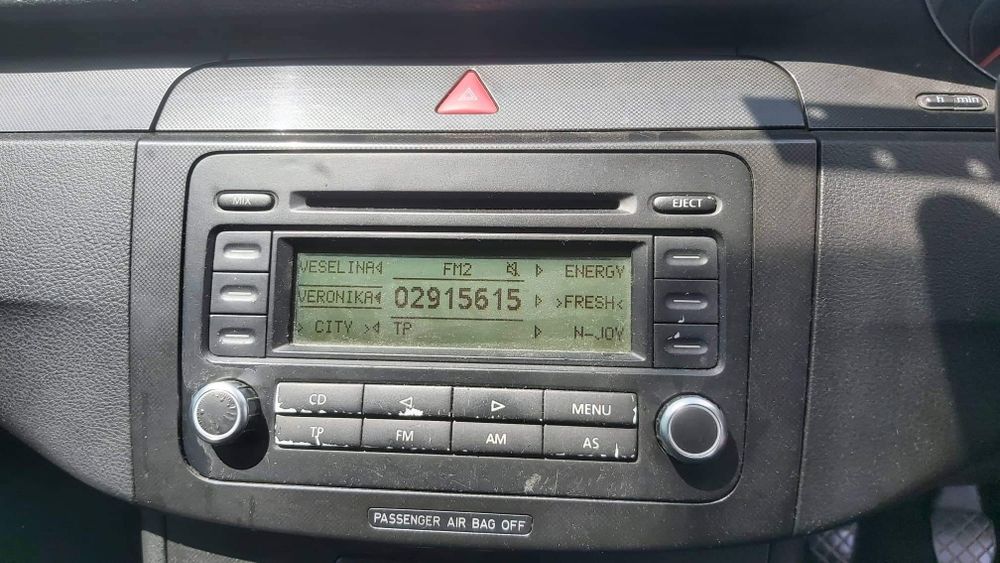 h min
MIX
EJECT
VESELINA FM2 ENERGY
VERONIKA 02915615 >FRESH<
> CITY > TP N-JOY
CD MENU
TP FM AM AS
PASSENGER AIR BAG OFF